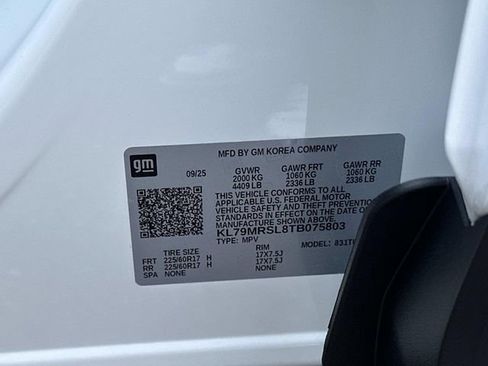 gm
MFD BY GM KOREA COMPANY
09/25 GVWR GAWR FRT GAWR RR
2000 KG 1060 KG 1060 KG
4409 LB 2336 LB 2336 LB
THIS VEHICLE CONFORMS TO ALL
APPLICABLE U.S. FEDERAL MOTOR
VEHICLE SAFETY AND THEFT PREVENTION
STANDARDS IN EFFECT ON THE DATE OF
MANUFACTURE SHOWN ABOVE.
KL79MRSL8TB075803
TYPE: MPV MODEL:
TIRE SIZE RIM
FRT 225/60R17 H 17X7.5J
RR 225/60R17 H 17X7.5J
SPA NONE NONE